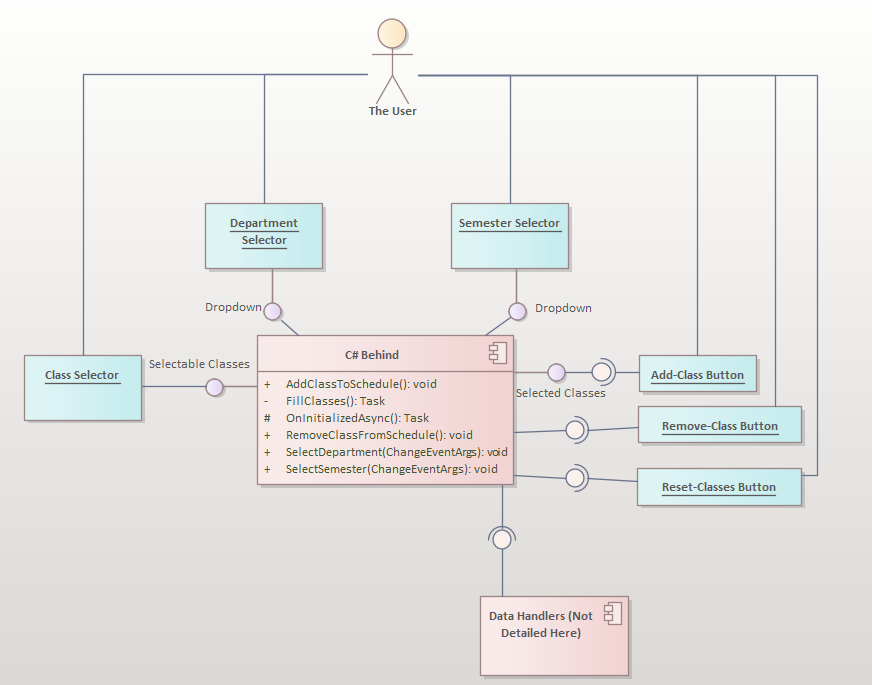 The User
Department
Selector
Semester Selector
Dropdown
Dropdown
Class Selector
Selectable Classes
C# Behind
+ AddClassToSchedule(): void
- FillClasses(): Task
# OnInitializedAsync(): Task
+ RemoveClassFromSchedule(): void
+ SelectDepartment(ChangeEventArgs): void
+ SelectSemester(ChangeEventArgs): void
Selected Classes
Add-Class Button
Remove-Class Button
Reset-Classes Button
Data Handlers (Not
Detailed Here)